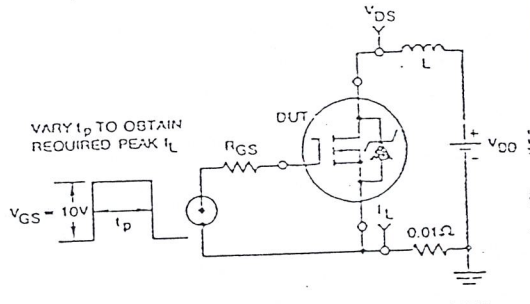 VDS
L
DUT
VARY tp TO OBTAIN
REQUIRED PEAK IL
RGS
+
VDD
-
VGS = 10V
tp
IL
0.01Ω